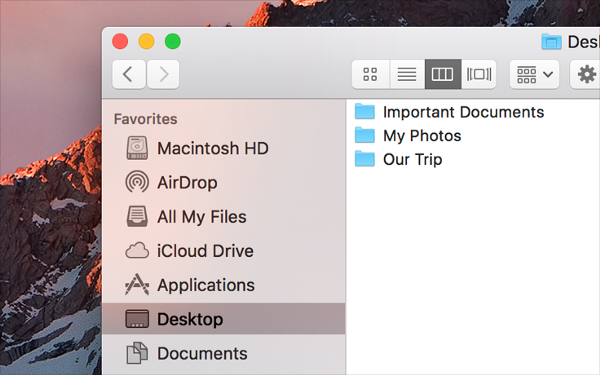 Desk
Favorites
Macintosh HD
AirDrop
All My Files
iCloud Drive
Applications
Desktop
Documents
Important Documents
My Photos
Our Trip